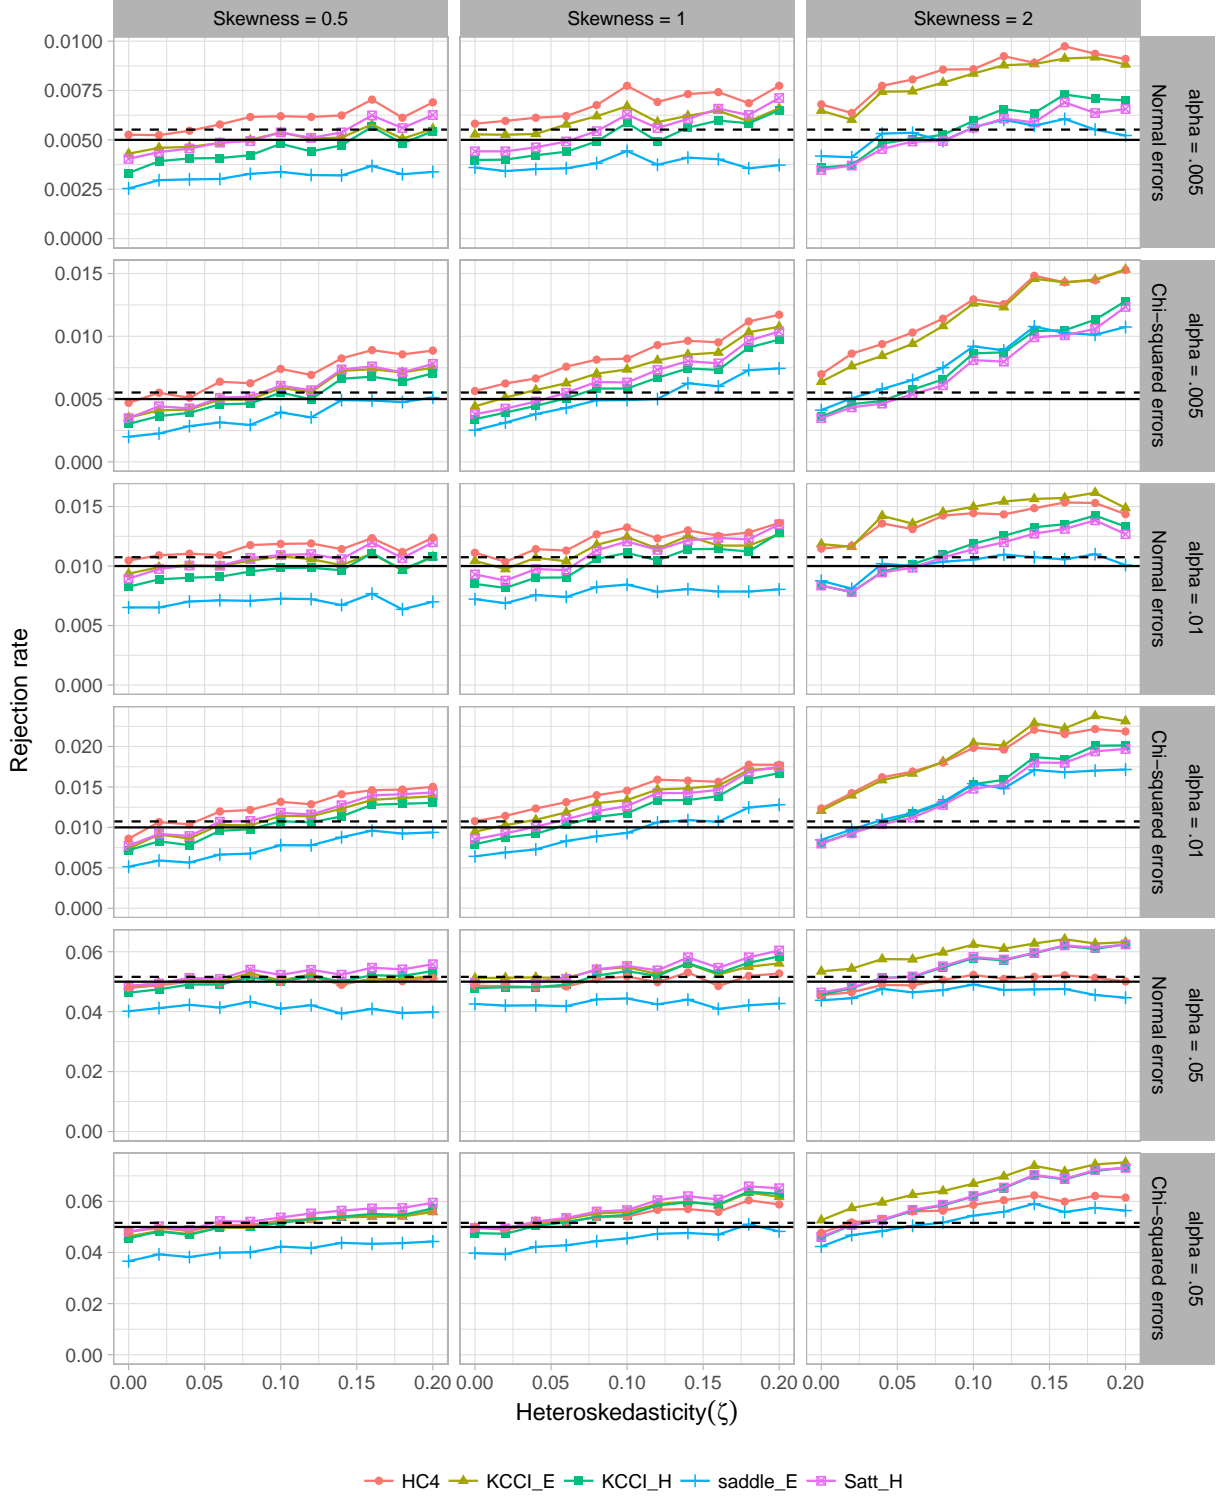 Skewness = 0.5
Skewness = 1
Skewness = 2
0.0100
0.0075
0.0050
0.0025
0.0000
alpha = .005
Normal errors
0.015
0.010
0.005
0.000
alpha = .005
Chi−squared errors
0.015
0.010
0.005
0.000
alpha = .01
Normal errors
0.020
0.015
0.010
0.005
0.000
alpha = .01
Chi−squared errors
0.06
0.04
0.02
0.00
alpha = .05
Normal errors
0.06
0.04
0.02
0.00
alpha = .05
Chi−squared errors
Rejection rate
0.00 0.05 0.10 0.15 0.20 0.00 0.05 0.10 0.15 0.20 0.00 0.05 0.10 0.15 0.20
Heteroskedasticity(ζ)
HC4 KCCI_E KCCI_H saddle_E Satt_H